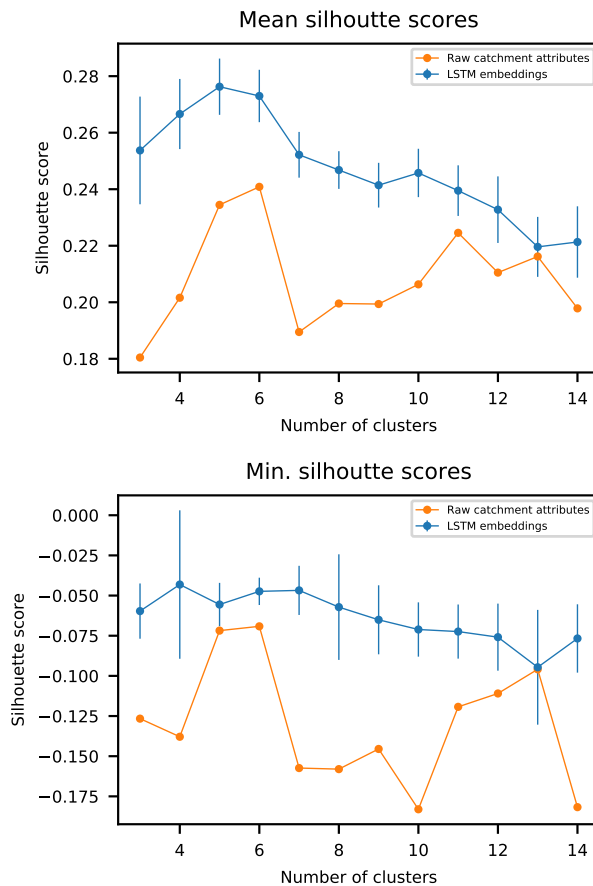 Mean silhoutte scores
Raw catchment attributes
LSTM embeddings
0.28
0.26
0.24
0.22
0.20
0.18
Silhouette score
4 6 8 10 12 14
Number of clusters
Min. silhoutte scores
Raw catchment attributes
LSTM embeddings
0.000
−0.025
−0.050
−0.075
−0.100
−0.125
−0.150
−0.175
Silhouette score
4 6 8 10 12 14
Number of clusters